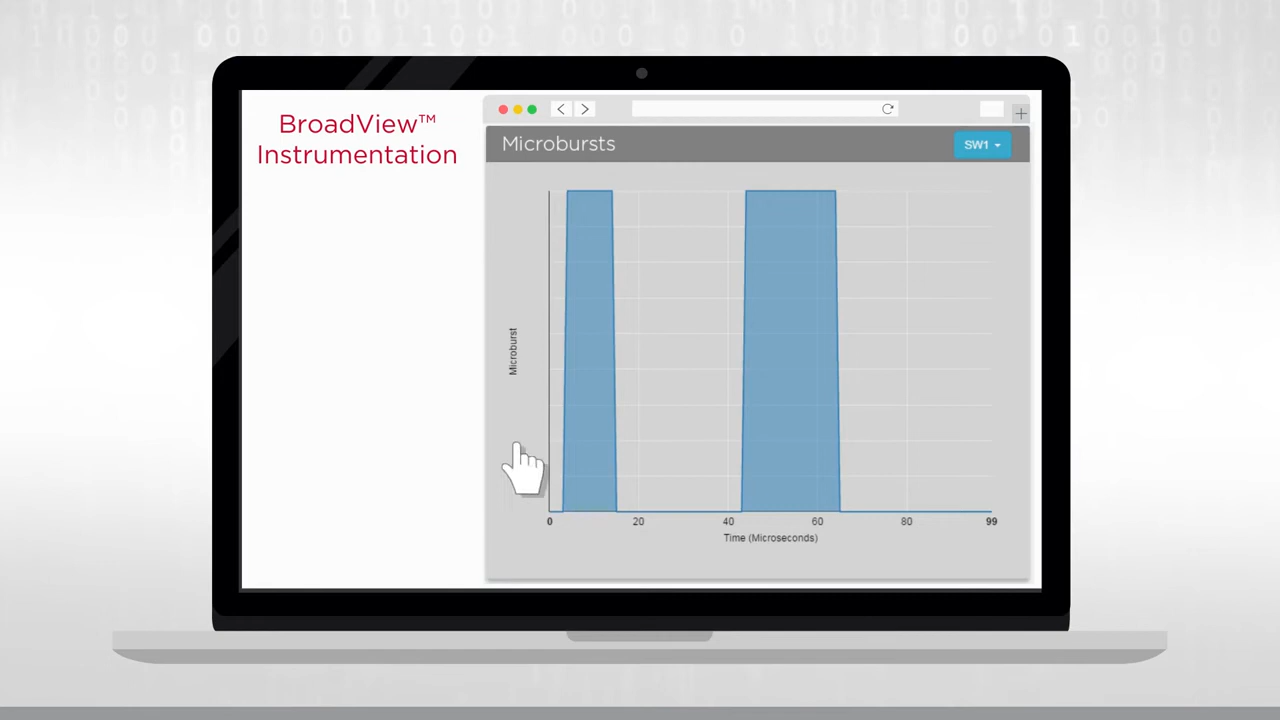 BroadView™
Instrumentation
Microbursts
SW1
Microburst
0 20 40 60 80 99
Time (Microseconds)